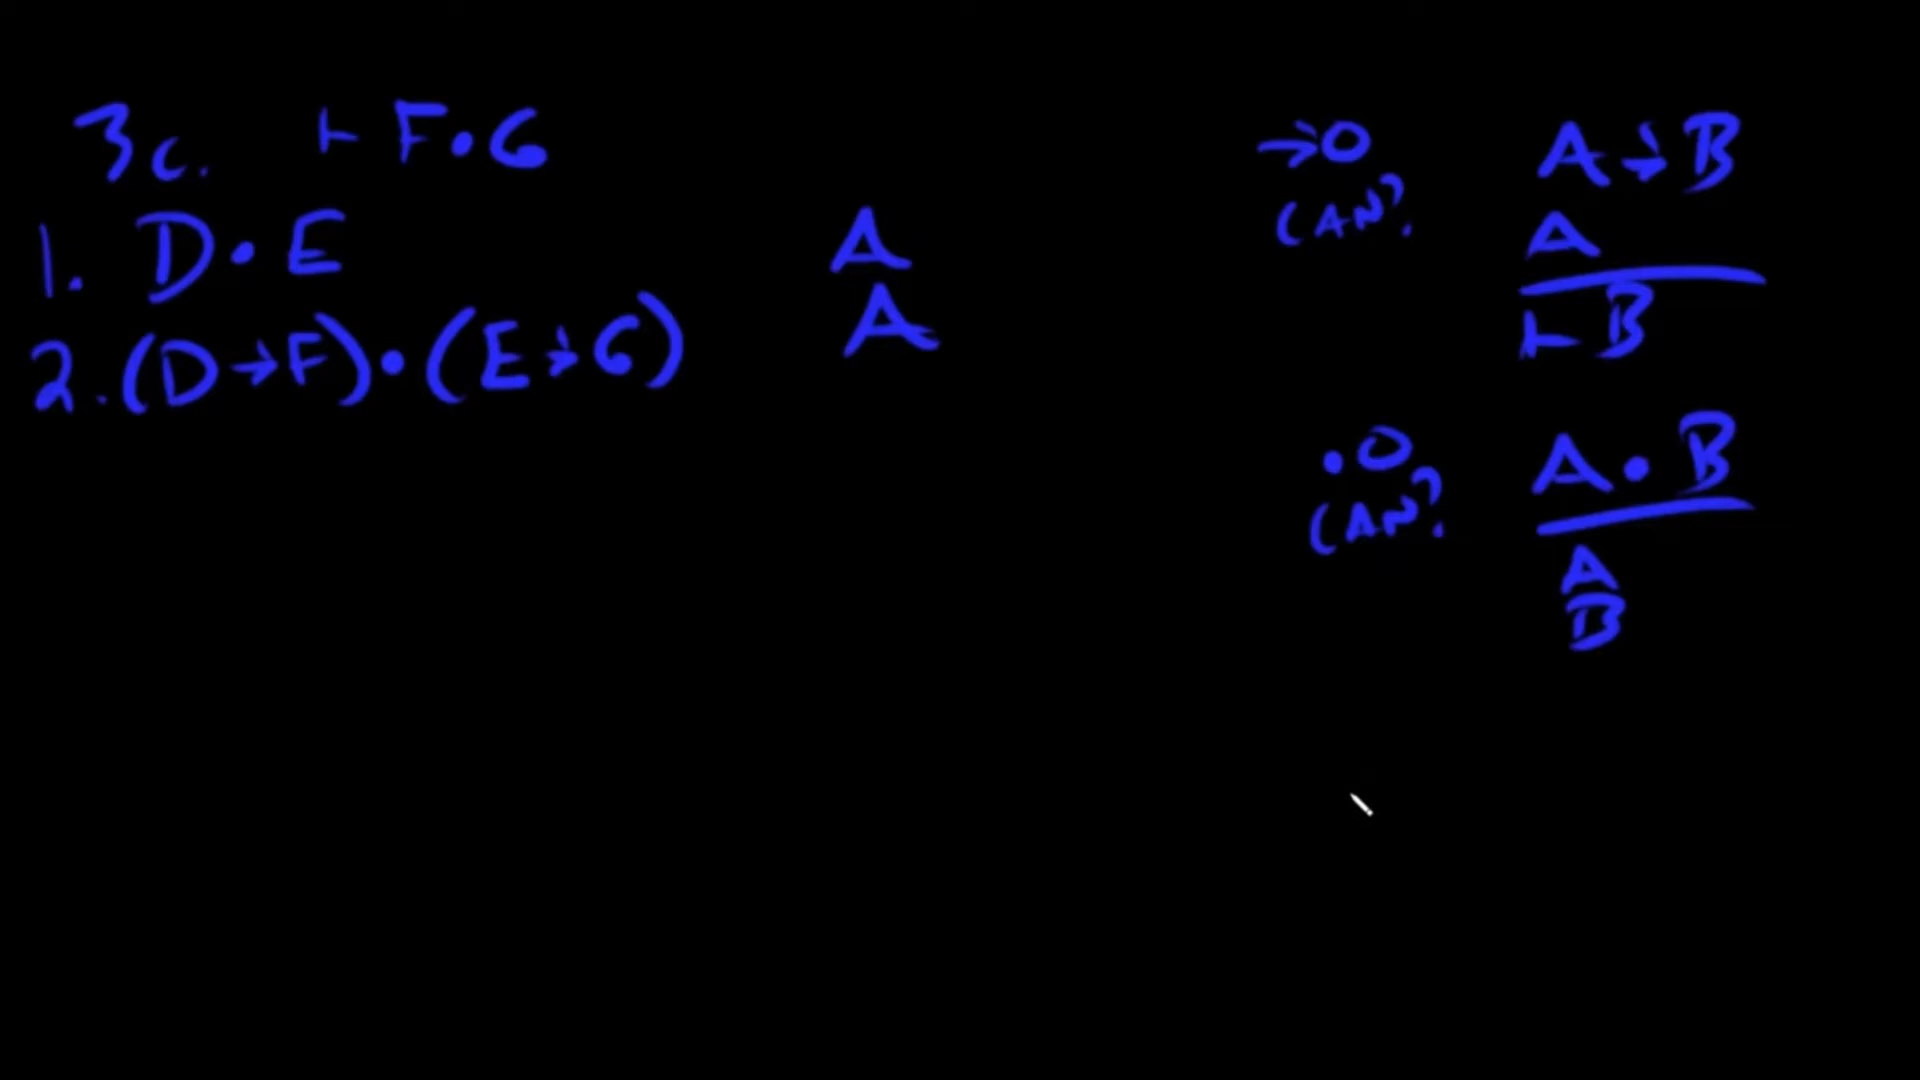 3c. ⊢ F•G
1. D•E A
2. (D→F)•(E→G) A
→O A→B
(AN? A
⊢ B
•O A•B
(AN? A
B